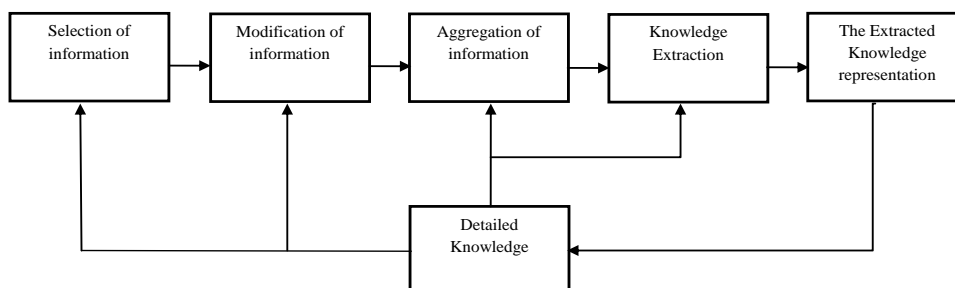 Selection of
information
Modification of
information
Aggregation of
information
Knowledge
Extraction
The Extracted
Knowledge
representation
Detailed
Knowledge